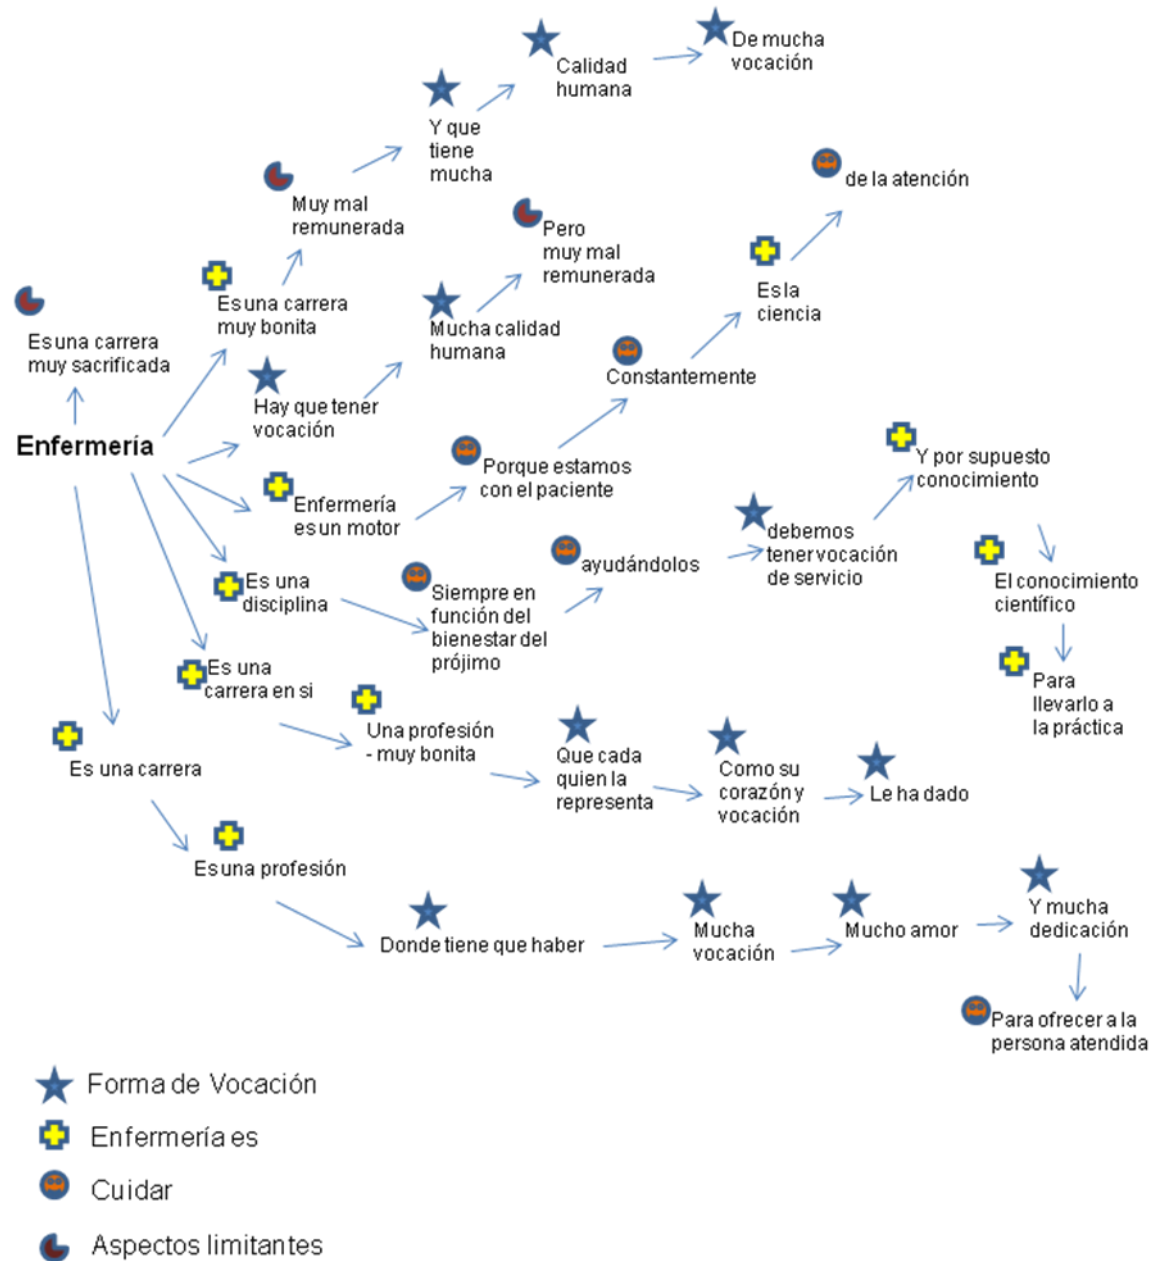 De mucha
vocación
Calidad
humana
Y que
tiene
mucha
Muy mal
remunerada
de la atención
Pero
muy mal
remunerada
Es una carrera
muy bonita
Es la
ciencia
Mucha calidad
humana
Es una carrera
muy sacrificada
Constantemente
Hay que tener
vocación
Enfermería
Porque estamos
con el paciente
Y por supuesto
conocimiento
Enfermería
es un motor
debemos
tener vocación
de servicio
ayudándolos
Es una
disciplina
Siempre en
función del
bienestar del
prójimo
El conocimiento
científico
Es una
carrera en si
Para
llevarlo a
la práctica
Una profesión
- muy bonita
Que cada
quien la
representa
Como su
corazón y
vocación
Le ha dado
Es una carrera
Es una profesión
Donde tiene que haber
Mucha
vocación
Mucho amor
Y mucha
dedicación
Para ofrecer a la
persona atendida
Forma de Vocación
Enfermería es
Cuidar
Aspectos limitantes